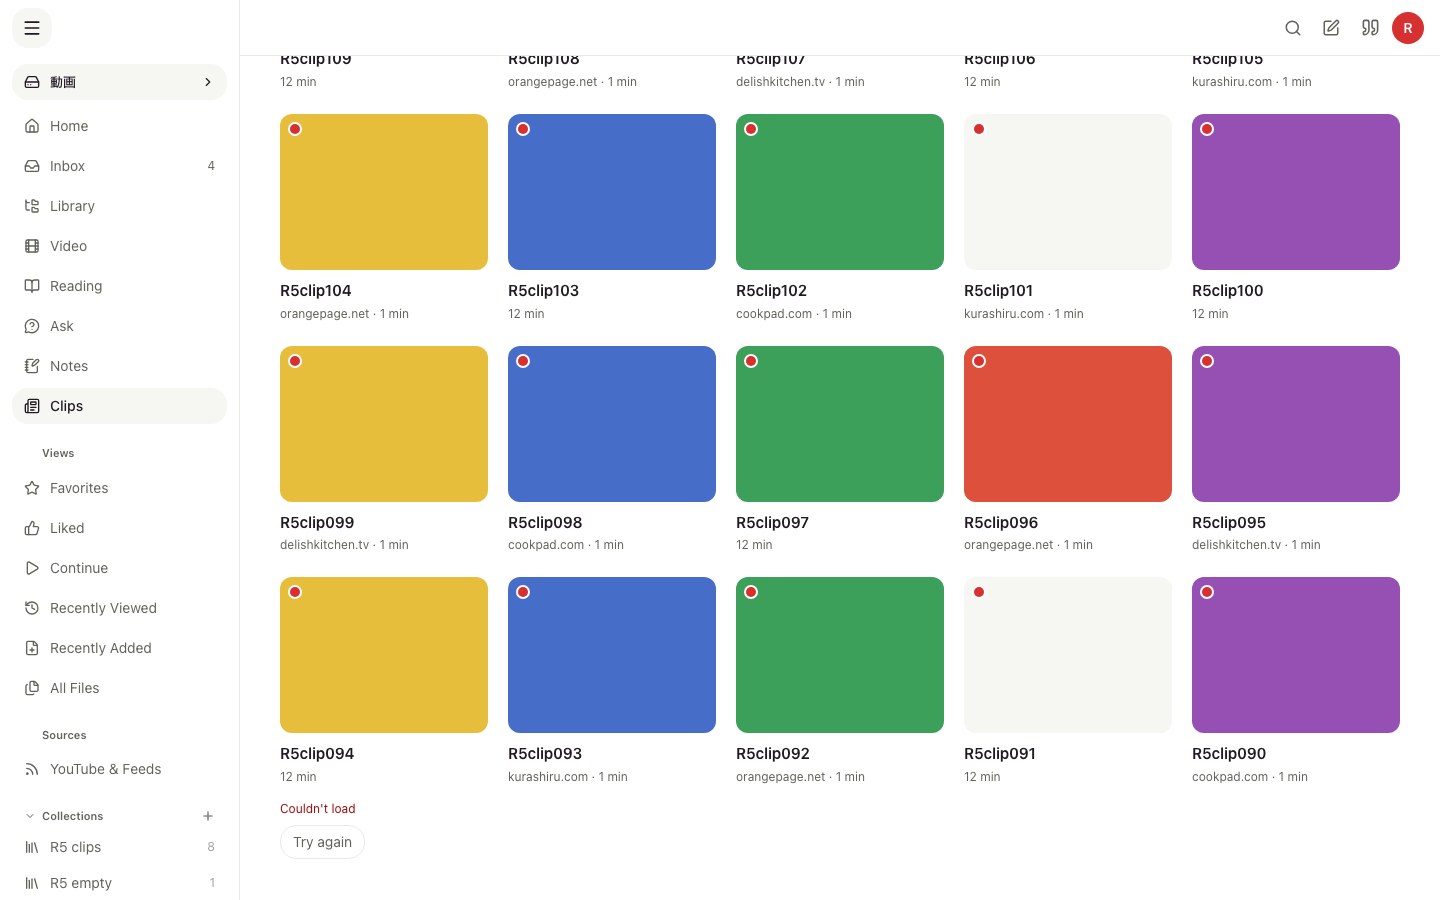 R
動画
Home
Inbox 4
Library
Video
Reading
Ask
Notes
Clips
Views
Favorites
Liked
Continue
Recently Viewed
Recently Added
All Files
Sources
YouTube & Feeds
Collections
R5 clips 8
R5 empty 1
R5clip109 R5clip108 R5clip107 R5clip106 R5clip105
12 min orangepage.net · 1 min delishkitchen.tv · 1 min 12 min kurashiru.com · 1 min
R5clip104 R5clip103 R5clip102 R5clip101 R5clip100
orangepage.net · 1 min 12 min cookpad.com · 1 min kurashiru.com · 1 min 12 min
R5clip099 R5clip098 R5clip097 R5clip096 R5clip095
delishkitchen.tv · 1 min cookpad.com · 1 min 12 min orangepage.net · 1 min delishkitchen.tv · 1 min
R5clip094 R5clip093 R5clip092 R5clip091 R5clip090
12 min kurashiru.com · 1 min orangepage.net · 1 min 12 min cookpad.com · 1 min
Couldn't load
Try again